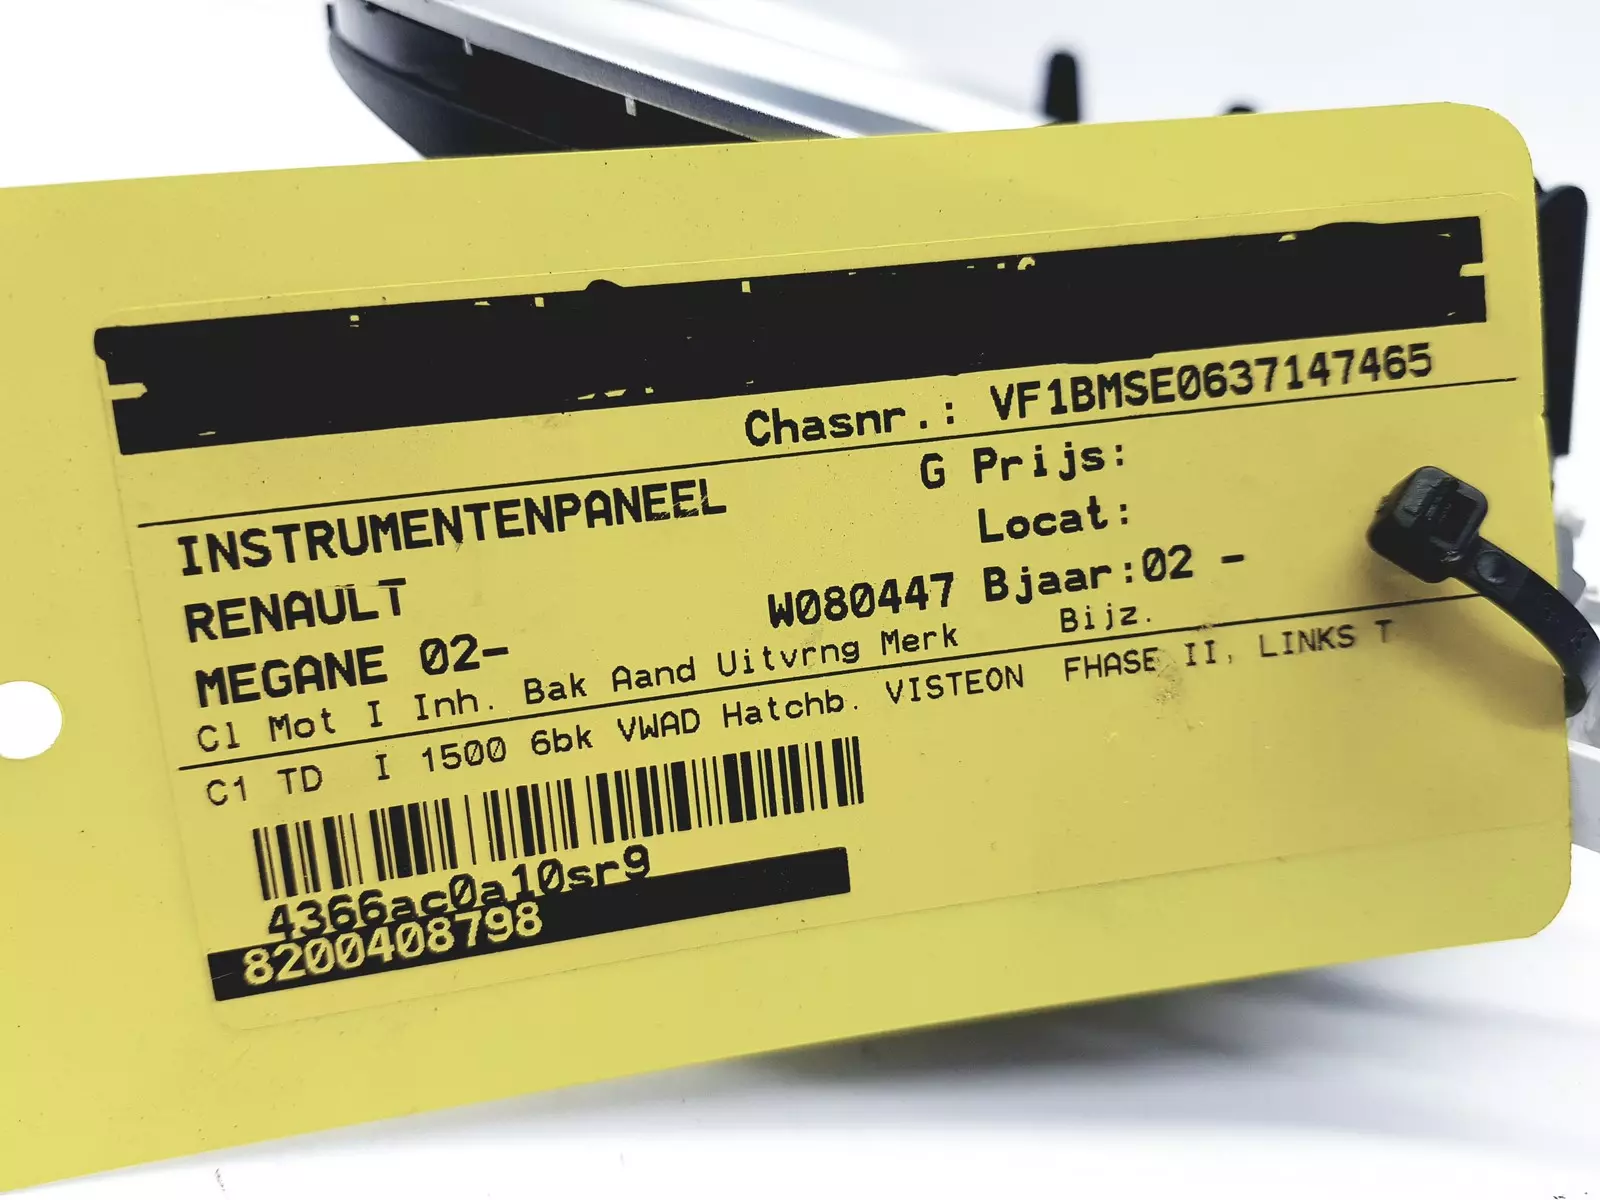 Chasnr.: VF1BMSE0637147465
INSTRUMENTENPANEEL G Prijs:
RENAULT Locat:
MEGANE 02- W080447 Bjaar:02 -
Cl Mot I Inh. Bak Aand Uitvrng Merk Bijz.
C1 TD I 1500 6bk VWAD Hatchb. VISTEON FHASE II, LINKS T
4366ac0a10sr9
8200408798